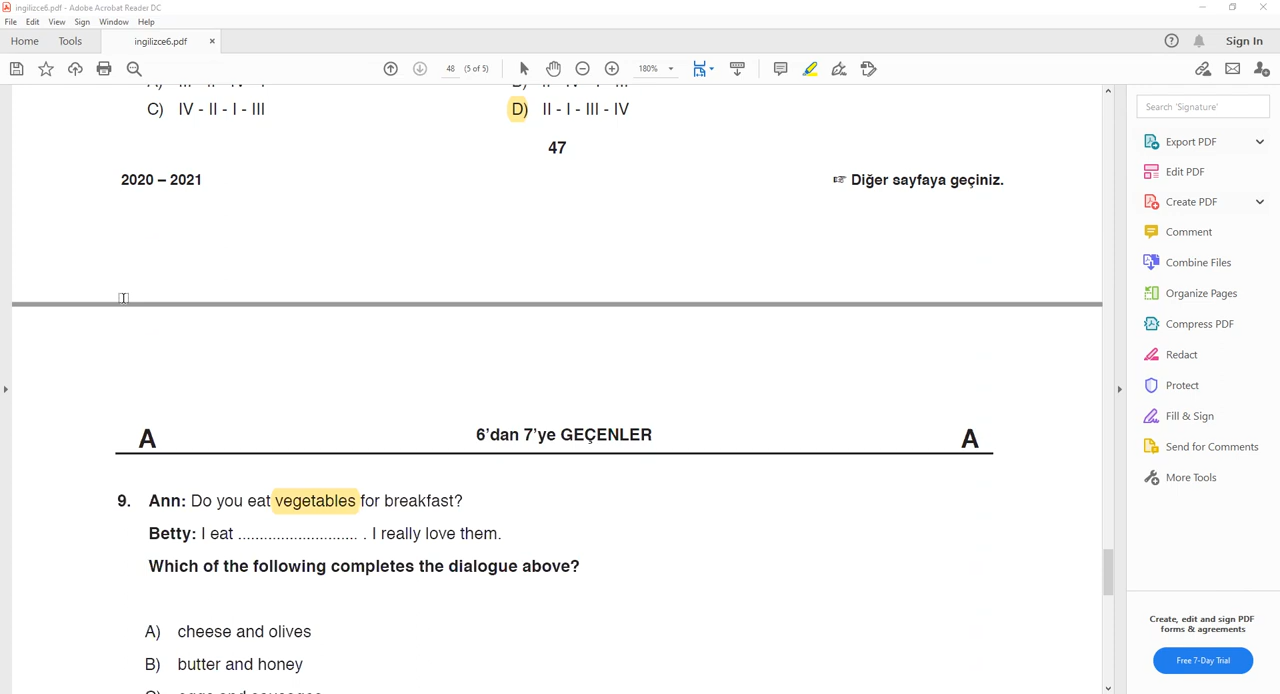 ingilizce6.pdf - Adobe Acrobat Reader DC
File Edit View Sign Window Help
Home Tools ingilizce6.pdf × Sign In
48 (5 of 5) 180%
C) IV - II - I - III
D) II - I - III - IV
47
2020 – 2021
☞ Diğer sayfaya geçiniz.
A 6’dan 7’ye GEÇENLER A
9. Ann: Do you eat vegetables for breakfast?
Betty: I eat ........................... . I really love them.
Which of the following completes the dialogue above?
A) cheese and olives
B) butter and honey
Search 'Signature'
Export PDF
Edit PDF
Create PDF
Comment
Combine Files
Organize Pages
Compress PDF
Redact
Protect
Fill & Sign
Send for Comments
More Tools
Create, edit and sign PDF
forms & agreements
Free 7-Day Trial